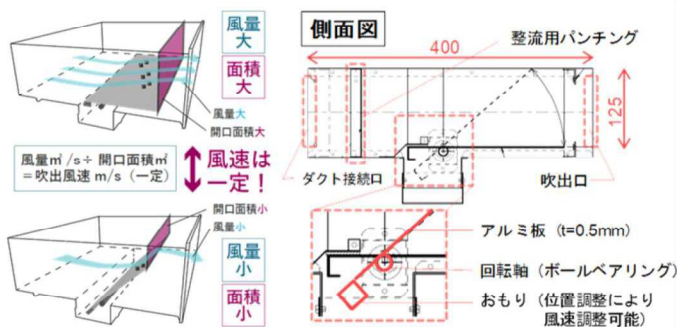 風量
大
面積
大
風量大
開口面積大
風量㎥/s÷ 開口面積㎡
=吹出風速 m/s(一定)
風速は
一定!
開口面積小
風量小
風量
小
面積
小
側面図
400
整流用パンチング
125
ダクト接続口
吹出口
アルミ板(t=0.5mm)
回転軸(ボールベアリング)
おもり(位置調整により
風速調整可能)